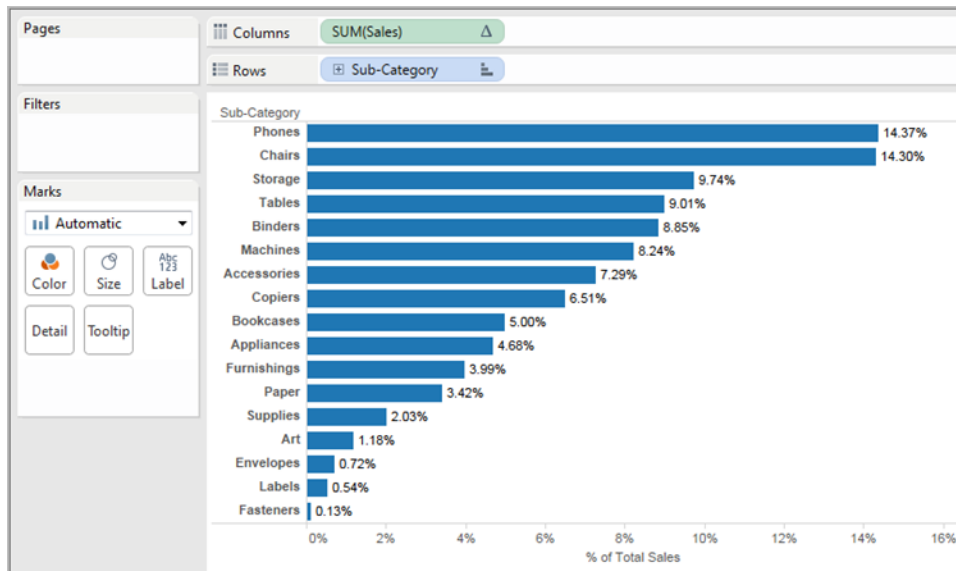 Pages
Columns
SUM(Sales) Δ
Rows
Sub-Category
Filters
Marks
Automatic
Color
Size
Abc
123
Label
Detail
Tooltip
Sub-Category
Phones 14.37%
Chairs 14.30%
Storage 9.74%
Tables 9.01%
Binders 8.85%
Machines 8.24%
Accessories 7.29%
Copiers 6.51%
Bookcases 5.00%
Appliances 4.68%
Furnishings 3.99%
Paper 3.42%
Supplies 2.03%
Art 1.18%
Envelopes 0.72%
Labels 0.54%
Fasteners 0.13%
0% 2% 4% 6% 8% 10% 12% 14% 16%
% of Total Sales